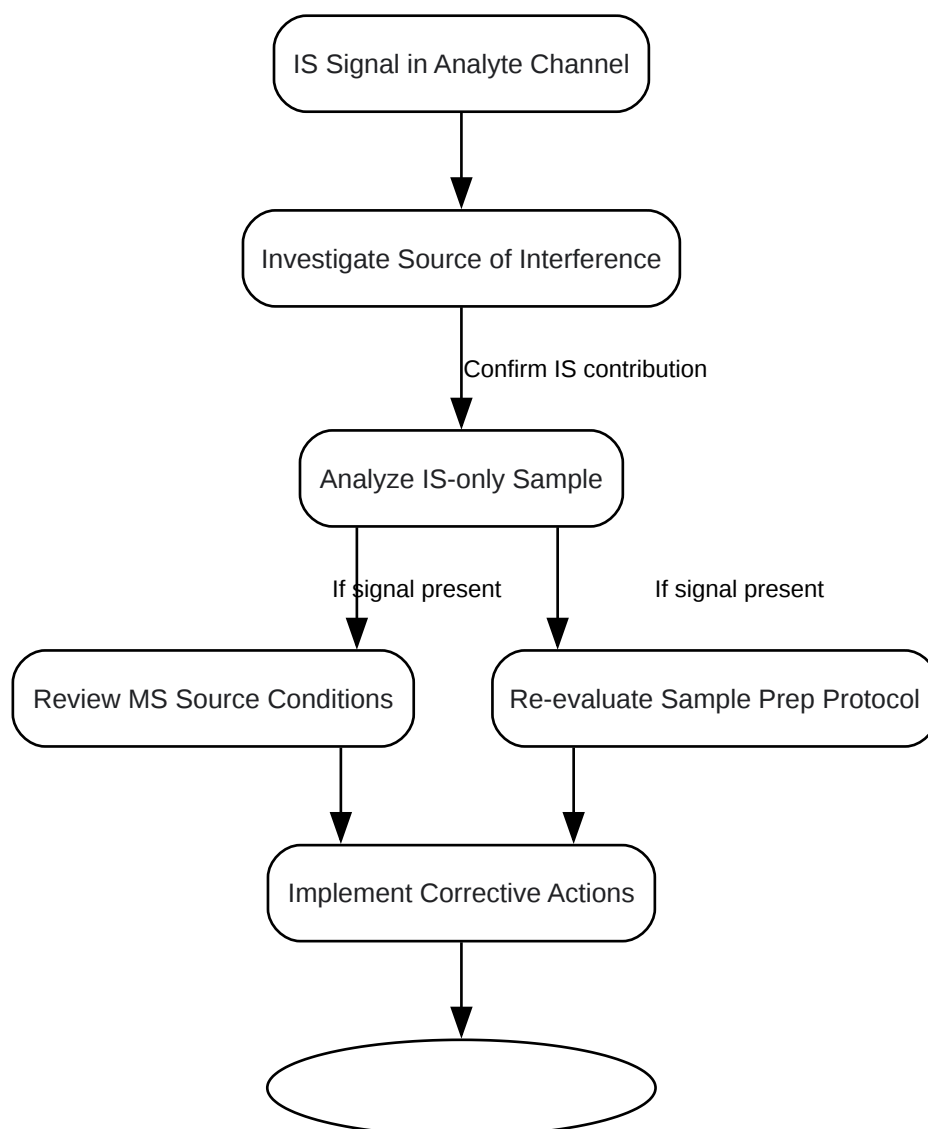 IS Signal in Analyte Channel
Investigate Source of Interference
Confirm IS contribution
Analyze IS-only Sample
If signal present
If signal present
Review MS Source Conditions
Re-evaluate Sample Prep Protocol
Implement Corrective Actions